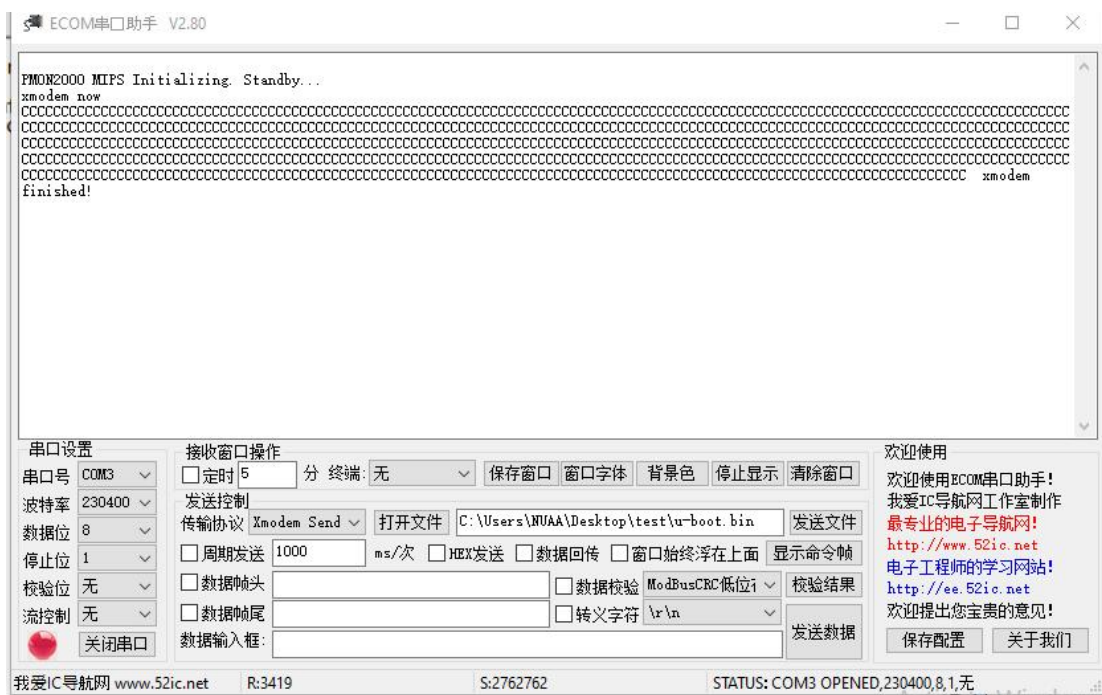 ECOM串口助手 V2.80
PMON2000 MIPS Initializing. Standby...
xmodem now
CCCCCCCCCCCCCCCCCCCCCCCCCCCCCCCCCCCCCCCCCCCCCCCCCCCCCCCCCCCCCCCCCCCCCCCCCCCCCCCCCCCCCCCCCCCCCCCCCCCCCCCCCCCCCCCCCCCCCCCCCCCCCCCCCCCCC
CCCCCCCCCCCCCCCCCCCCCCCCCCCCCCCCCCCCCCCCCCCCCCCCCCCCCCCCCCCCCCCCCCCCCCCCCCCCCCCCCCCCCCCCCCCCCCCCCCCCCCCCCCCCCCCCCCCCCCCCCCCCCCCCCCCCC
CCCCCCCCCCCCCCCCCCCCCCCCCCCCCCCCCCCCCCCCCCCCCCCCCCCCCCCCCCCCCCCCCCCCCCCCCCCCCCCCCCCCCCCCCCCCCCCCCCCCCCCCCCCCCCCCCCCCCCCCCCCCCCCCCCCCC
CCCCCCCCCCCCCCCCCCCCCCCCCCCCCCCCCCCCCCCCCCCCCCCCCCCCCCCCCCCCCCCCCCCCCCCCCCCCCCCCCCCCCCCCCCCCCCCCCCCCCCCCCCCCCCCCCCCCCCCCCCCCCCCCCCCCC
CCCCCCCCCCCCCCCCCCCCCCCCCCCCCCCCCCCCCCCCCCCCCCCCCCCCCCCCCCCCCCCCCCCCCCCCCCCCCCCCCCCCCCCCCCCCCCCCCCCCCCCCCCCCCCCCCCCCCCCC  xmodem
finished!
串口设置
串口号 COM3
波特率 230400
数据位 8
停止位 1
校验位 无
流控制 无
关闭串口
接收窗口操作
定时 5 分 终端: 无 保存窗口 窗口字体 背景色 停止显示 清除窗口
发送控制
传输协议 Xmodem Send 打开文件 C:\Users\NUAA\Desktop\test\u-boot.bin 发送文件
周期发送 1000 ms/次 HEX发送 数据回传 窗口始终浮在上面 显示命令帧
数据帧头 数据校验 ModBusCRC低位 校验结果
数据帧尾 转义字符 \r\n
数据输入框: 发送数据
欢迎使用
欢迎使用ECOM串口助手!
我爱IC导航网工作室制作
最专业的电子导航网!
http://www.52ic.net
电子工程师的学习网站!
http://ee.52ic.net
欢迎提出您宝贵的意见!
保存配置 关于我们
我爱IC导航网 www.52ic.net R:3419 S:2762762 STATUS: COM3 OPENED,230400,8,1,无